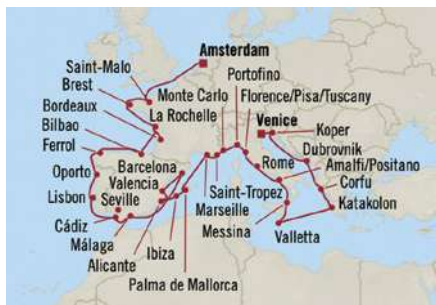 Amsterdam
Saint-Malo
Portofino
Brest
Monte Carlo
Florence/Pisa/Tuscany
Bordeaux
La Rochelle
Venice
Koper
Bilbao
Dubrovnik
Ferrol
Barcelona
Rome
Amalfi/Positano
Oporto
Valencia
Corfu
Lisbon
Seville
Saint-Tropez
Katakolon
Marseille
Cádiz
Messina
Málaga
Valletta
Alicante
Ibiza
Palma de Mallorca